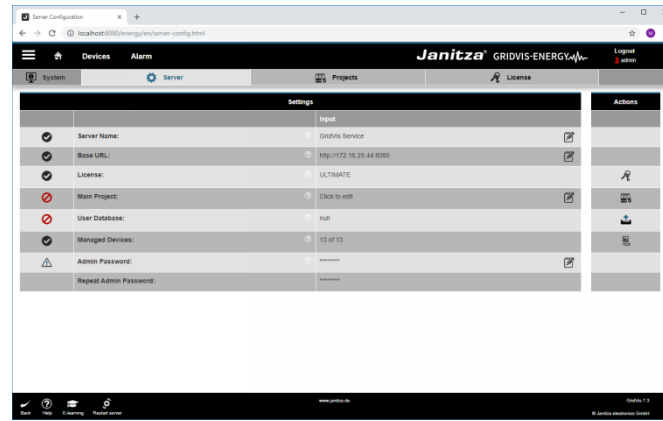 Server Configuration
localhost:8080/energy/en/server-config.html
Devices Alarm Janitza® GRIDVIS-ENERGY Logout
admin
System Server Projects License
Settings Actions
Input
Server Name: GridVis Service
Base URL: http://172.16.29.44:8080
License: ULTIMATE
Main Project: Click to edit
User Database: null
Managed Devices: 13 of 13
Admin Password: ********
Repeat Admin Password: ********
www.janitza.de GridVis 7.3
Back Help E-learning Restart server © Janitza electronics GmbH